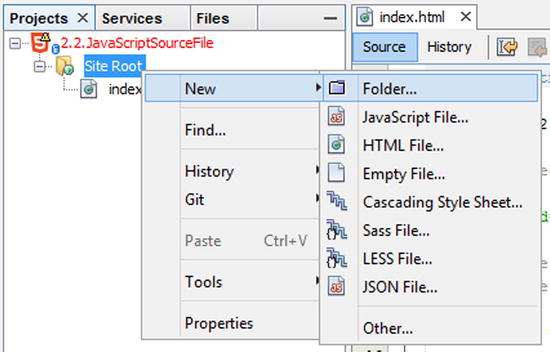 Projects Services Files
index.html
Source History
2.2.JavaScriptSourceFile
Site Root
index
New
Find...
History
Git
Paste Ctrl+V
Tools
Properties
Folder...
JavaScript File...
HTML File...
Empty File...
Cascading Style Sheet...
Sass File...
LESS File...
JSON File...
Other...